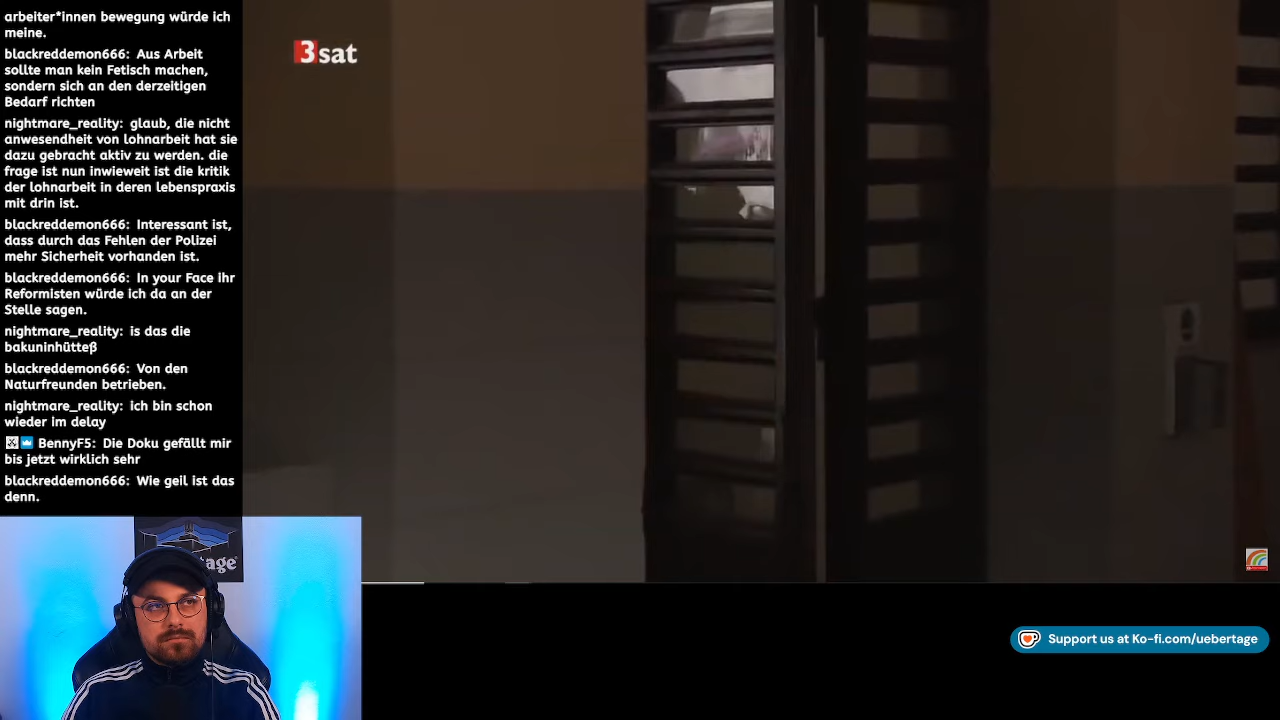 arbeiter*innen bewegung würde ich
meine.
blackreddemon666: Aus Arbeit
sollte man kein Fetisch machen,
sondern sich an den derzeitigen
Bedarf richten
nightmare_reality: glaub, die nicht
anwesendheit von lohnarbeit hat sie
dazu gebracht aktiv zu werden. die
frage ist nun inwieweit ist die kritik
der lohnarbeit in deren lebenspraxis
mit drin ist.
blackreddemon666: Interessant ist,
dass durch das Fehlen der Polizei
mehr Sicherheit vorhanden ist.
blackreddemon666: In your Face ihr
Reformisten würde ich da an der
Stelle sagen.
nightmare_reality: is das die
bakuninhütteß
blackreddemon666: Von den
Naturfreunden betrieben.
nightmare_reality: ich bin schon
wieder im delay
BennyF5: Die Doku gefällt mir
bis jetzt wirklich sehr
blackreddemon666: Wie geil ist das
denn.
3sat
Support us at Ko-fi.com/uebertage